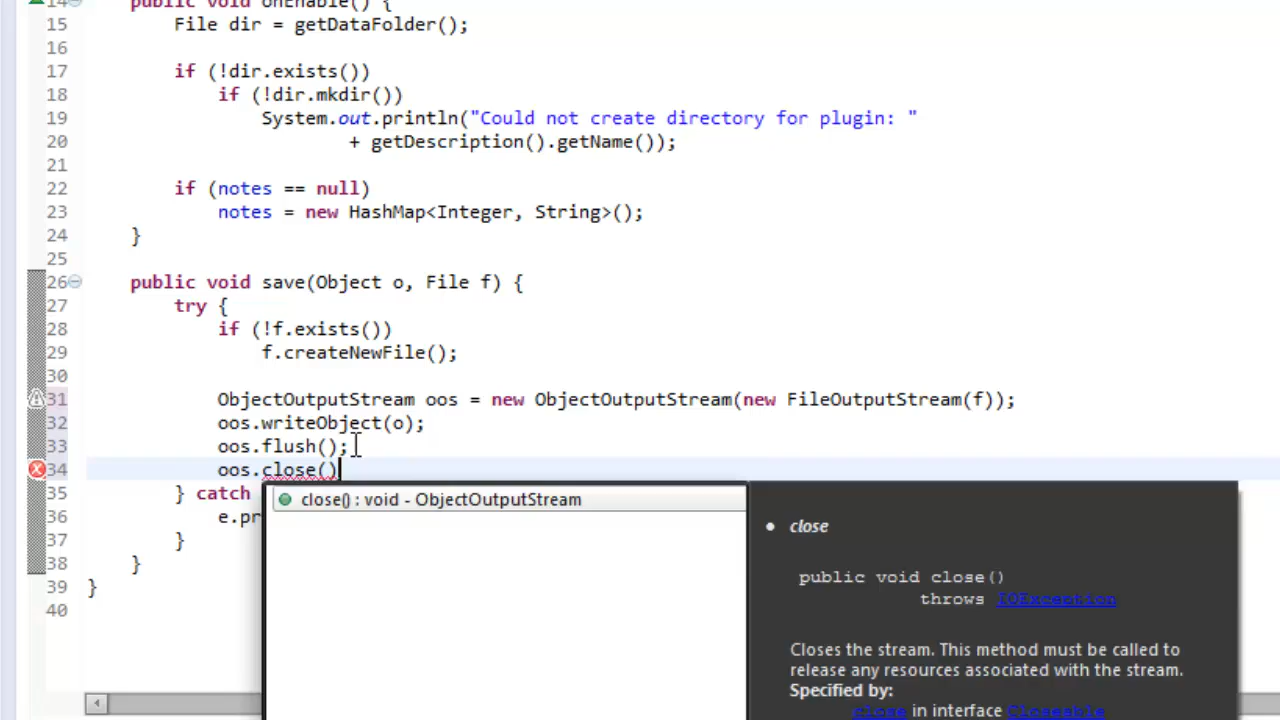 14 public void onEnable() {
15 File dir = getDataFolder();
16
17 if (!dir.exists())
18 if (!dir.mkdir())
19 System.out.println("Could not create directory for plugin: "
20 + getDescription().getName());
21
22 if (notes == null)
23 notes = new HashMap<Integer, String>();
24 }
25
26 public void save(Object o, File f) {
27 try {
28 if (!f.exists())
29 f.createNewFile();
30
31 ObjectOutputStream oos = new ObjectOutputStream(new FileOutputStream(f));
32 oos.writeObject(o);
33 oos.flush();
34 oos.close()
35 } catch
36 e.pr
37 }
38 }
39 }
40
close() : void - ObjectOutputStream
close
public void close()
throws IOException
Closes the stream. This method must be called to
release any resources associated with the stream.
Specified by:
close in interface Closeable